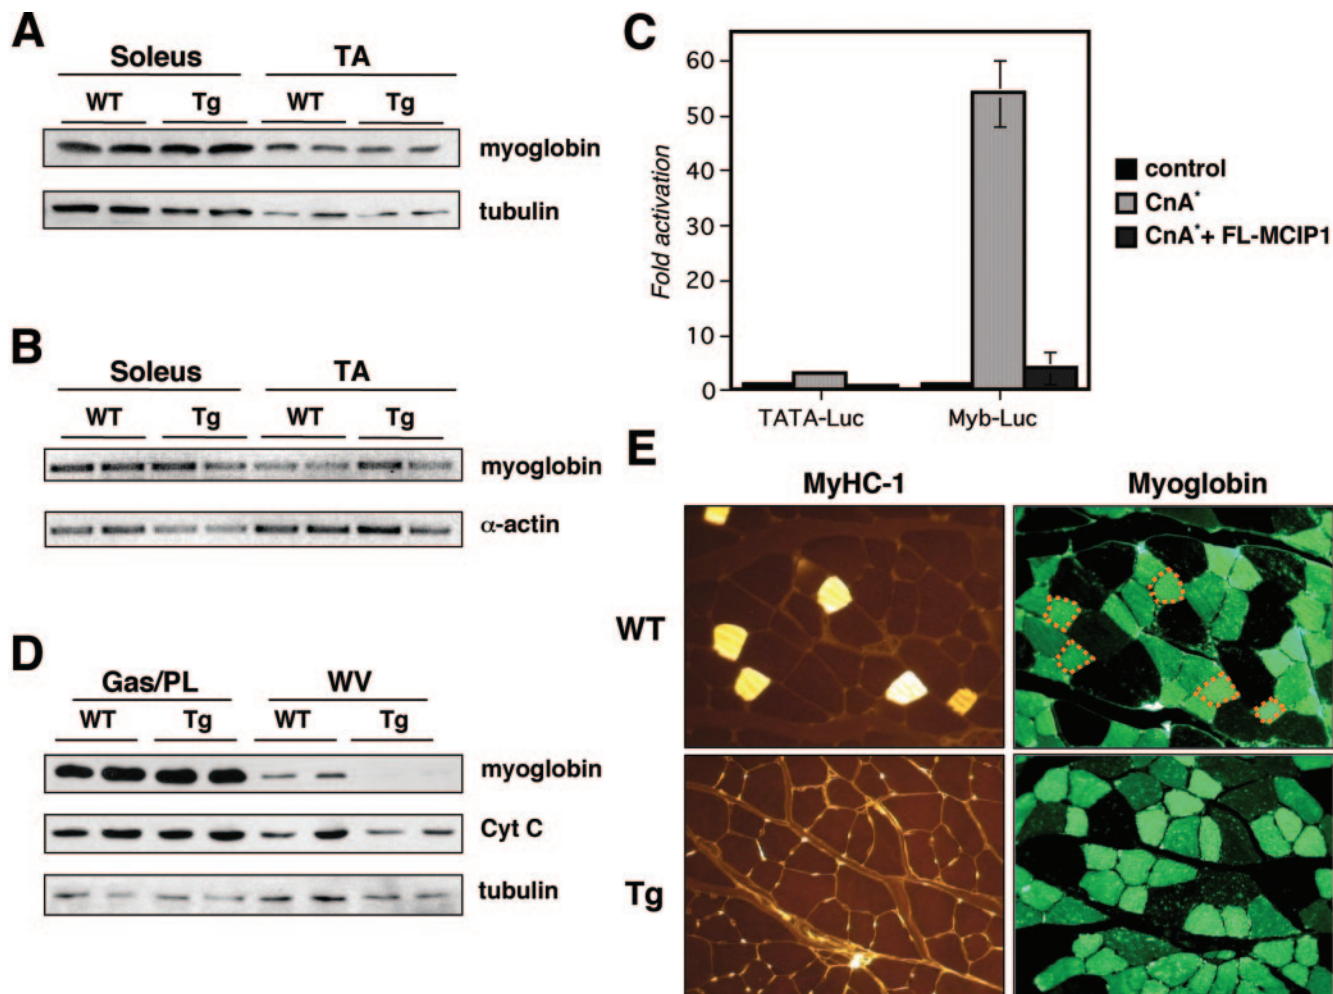 A
Soleus TA
WT Tg WT Tg
myoglobin
tubulin
B
Soleus TA
WT Tg WT Tg
myoglobin
α-actin
C
Fold activation
60
50
40
30
20
10
0
TATA-Luc Myb-Luc
control
CnA*
CnA*+ FL-MCIP1
D
Gas/PL WV
WT Tg WT Tg
myoglobin
Cyt C
tubulin
E
MyHC-1 Myoglobin
WT
Tg